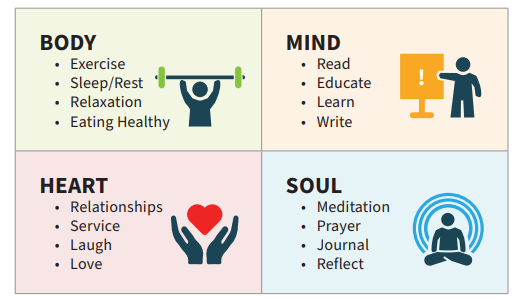 BODY
• Exercise
• Sleep/Rest
• Relaxation
• Eating Healthy
MIND
• Read
• Educate
• Learn
• Write
!
HEART
• Relationships
• Service
• Laugh
• Love
SOUL
• Meditation
• Prayer
• Journal
• Reflect